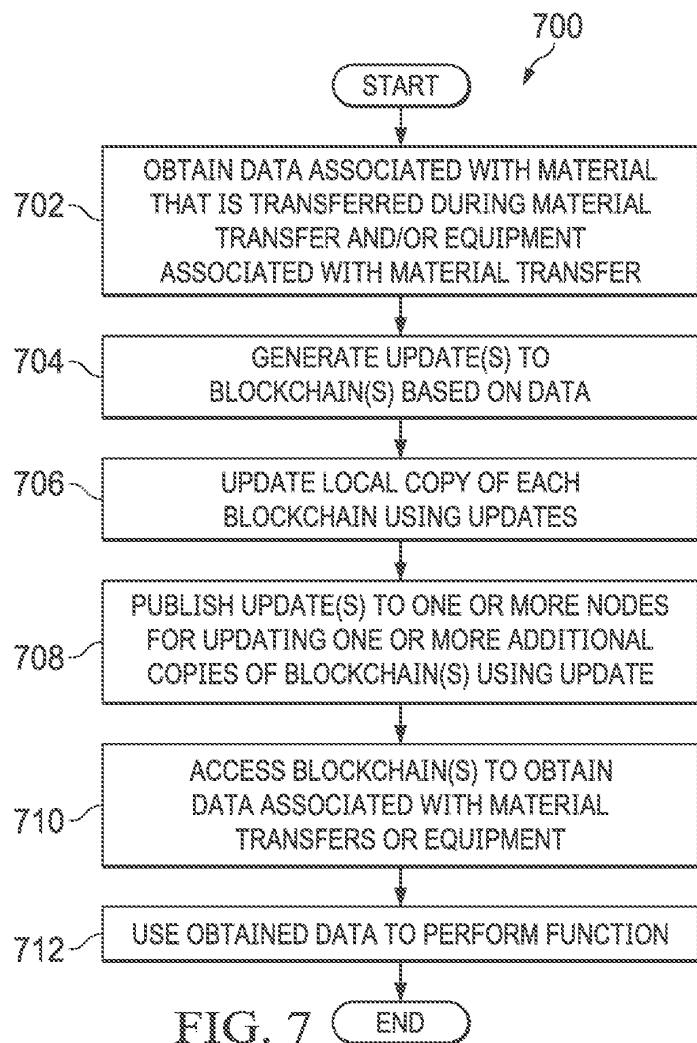 700
START
702
OBTAIN DATA ASSOCIATED WITH MATERIAL
THAT IS TRANSFERRED DURING MATERIAL
TRANSFER AND/OR EQUIPMENT
ASSOCIATED WITH MATERIAL TRANSFER
704
GENERATE UPDATE(S) TO
BLOCKCHAIN(S) BASED ON DATA
706
UPDATE LOCAL COPY OF EACH
BLOCKCHAIN USING UPDATES
708
PUBLISH UPDATE(S) TO ONE OR MORE NODES
FOR UPDATING ONE OR MORE ADDITIONAL
COPIES OF BLOCKCHAIN(S) USING UPDATE
710
ACCESS BLOCKCHAIN(S) TO OBTAIN
DATA ASSOCIATED WITH MATERIAL
TRANSFERS OR EQUIPMENT
712
USE OBTAINED DATA TO PERFORM FUNCTION
FIG. 7
END